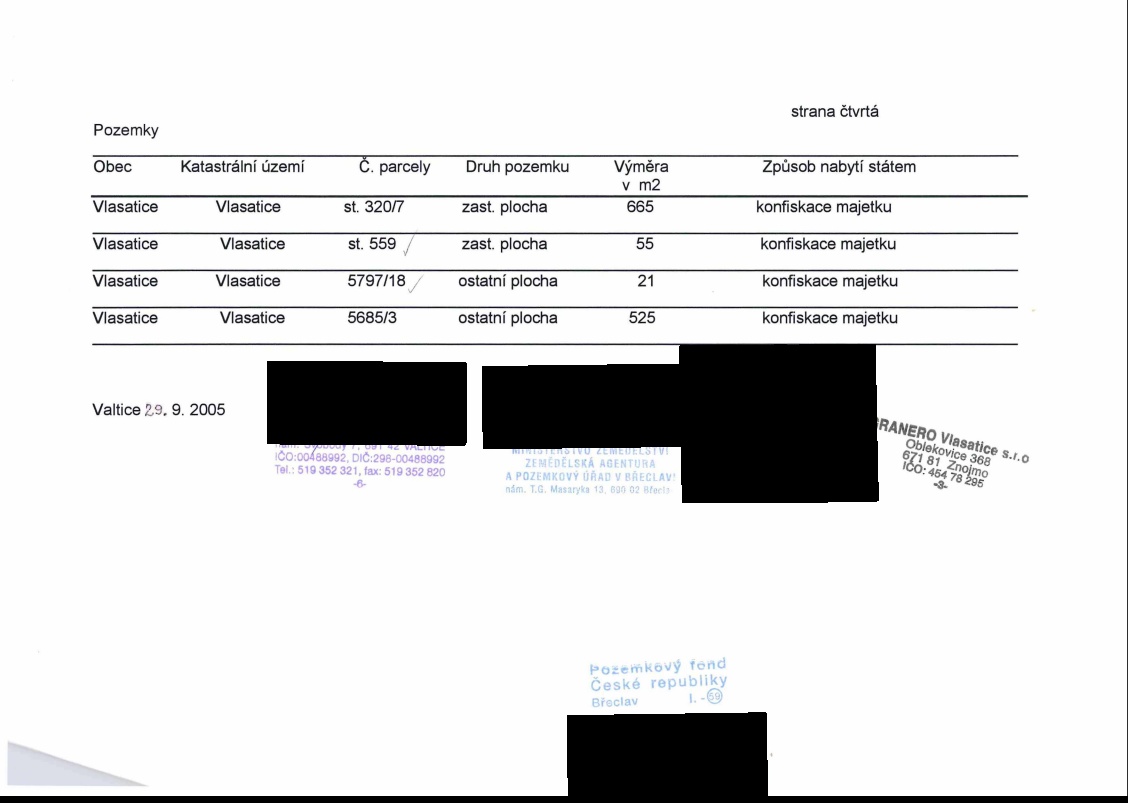 strana čtvrtá
Pozemky
Obec Katastrální území Č. parcely Druh pozemku Výměra Způsob nabytí státem
v m2
Vlasatice Vlasatice st. 320/7 zast. plocha 665 konfiskace majetku
Vlasatice Vlasatice st. 559 zast. plocha 55 konfiskace majetku
Vlasatice Vlasatice 5797/18 ostatní plocha 21 konfiskace majetku
Vlasatice Vlasatice 5685/3 ostatní plocha 525 konfiskace majetku
Valtice 29. 9. 2005
7, 691 42 VALTICE
IČO:00488992, DIČ:298-00488992
Tel.: 519 352 321, fax: 519 352 820
-6-
MINISTERSTVO ZEMĚDĚLSTVÍ
ZEMĚDĚLSKÁ AGENTURA
A POZEMKOVÝ ÚŘAD V BŘECLAVI
nám. T.G. Masaryka 13, 690 02 Břecla
GRANERO Vlasatice s.r.o
Oblekovice 368
671 81 Znojmo
IČO: 454 78 295
-3-
Pozemkový fond
České republiky
Břeclav I. - 59